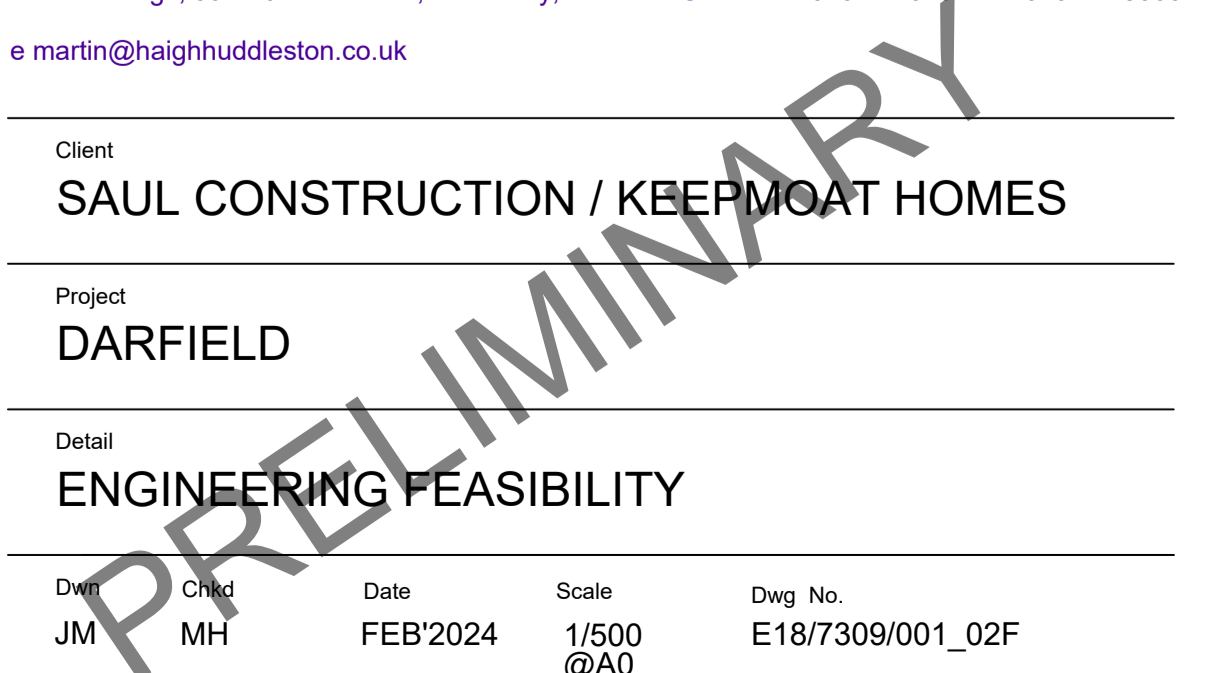 e martin@haighhuddleston.co.uk
Client
SAUL CONSTRUCTION / KEEPMOAT HOMES
Project
DARFIELD
Detail
ENGINEERING FEASIBILITY
Dwn Chkd Date Scale Dwg No.
JM MH FEB'2024 1/500 E18/7309/001_02F
@A0
PRELIMINARY